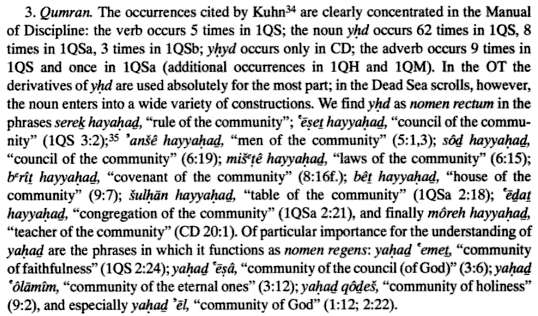 3. Qumran. The occurrences cited by Kuhn³⁴ are clearly concentrated in the Manual
of Discipline: the verb occurs 5 times in 1QS; the noun yḥd occurs 62 times in 1QS, 8
times in 1QSa, 3 times in 1QSb; yḥyd occurs only in CD; the adverb occurs 9 times in
1QS and once in 1QSa (additional occurrences in 1QH and 1QM). In the OT the
derivatives of yḥd are used absolutely for the most part; in the Dead Sea scrolls, however,
the noun enters into a wide variety of constructions. We find yḥd as nomen rectum in the
phrases sereḵ hayaḥaḏ, “rule of the community”; ʿēṣeṯ hayyaḥaḏ, “council of the commu-
nity” (1QS 3:2);³⁵ ʾanšê hayyaḥaḏ, “men of the community” (5:1,3); sôḏ hayyaḥaḏ,
“council of the community” (6:19); mišᵉṭê hayyaḥaḏ, “laws of the community” (6:15);
bᵉrîṯ hayyaḥaḏ, “covenant of the community” (8:16f.); bêṯ hayyaḥaḏ, “house of the
community” (9:7); šulḥān hayyaḥaḏ, “table of the community” (1QSa 2:18); ʿēḏaṯ
hayyaḥaḏ, “congregation of the community” (1QSa 2:21), and finally môreh hayyaḥaḏ,
“teacher of the community” (CD 20:1). Of particular importance for the understanding of
yaḥaḏ are the phrases in which it functions as nomen regens: yaḥaḏ ʾemeṯ, “community
of faithfulness” (1QS 2:24); yaḥaḏ ʿēṣâ, “community of the council (of God)” (3:6); yaḥaḏ
ʿôlāmîm, “community of the eternal ones” (3:12); yaḥaḏ qōḏeš, “community of holiness”
(9:2), and especially yaḥaḏ ʾēl, “community of God” (1:12; 2:22).